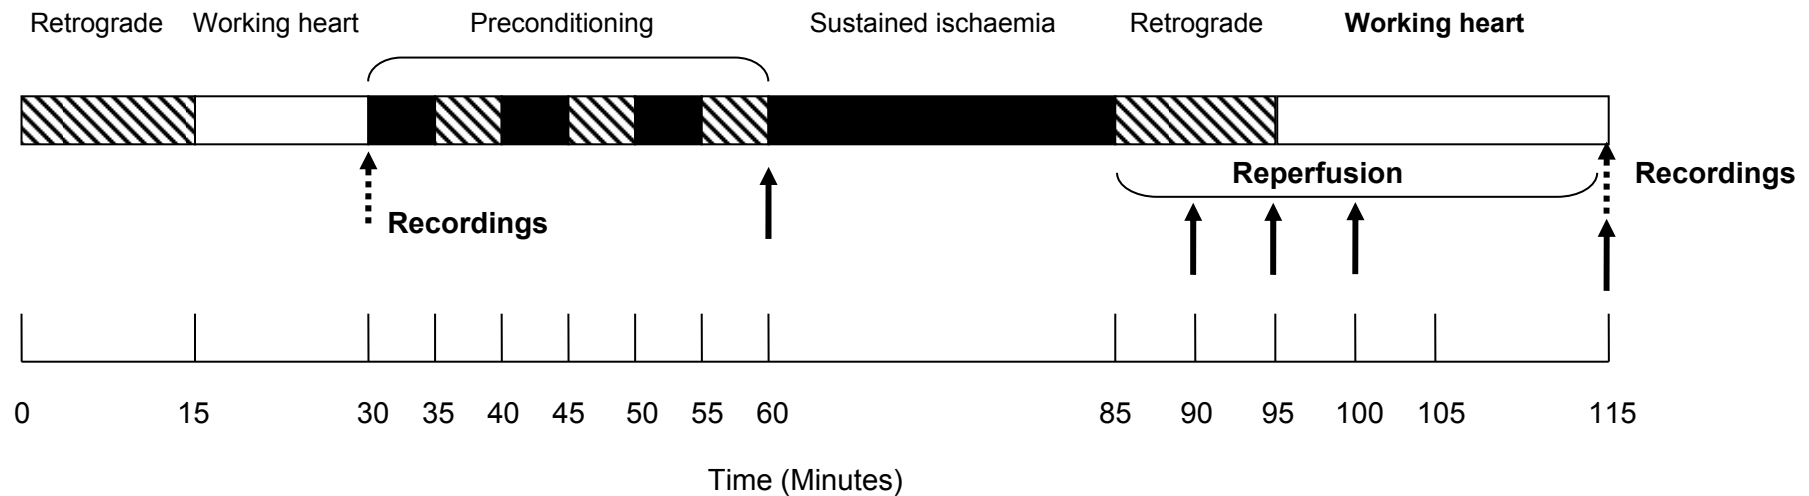 Retrograde Working heart Preconditioning Sustained ischaemia Retrograde Working heart
Reperfusion Recordings
Recordings
0 15 30 35 40 45 50 55 60 85 90 95 100 105 115
Time (Minutes)